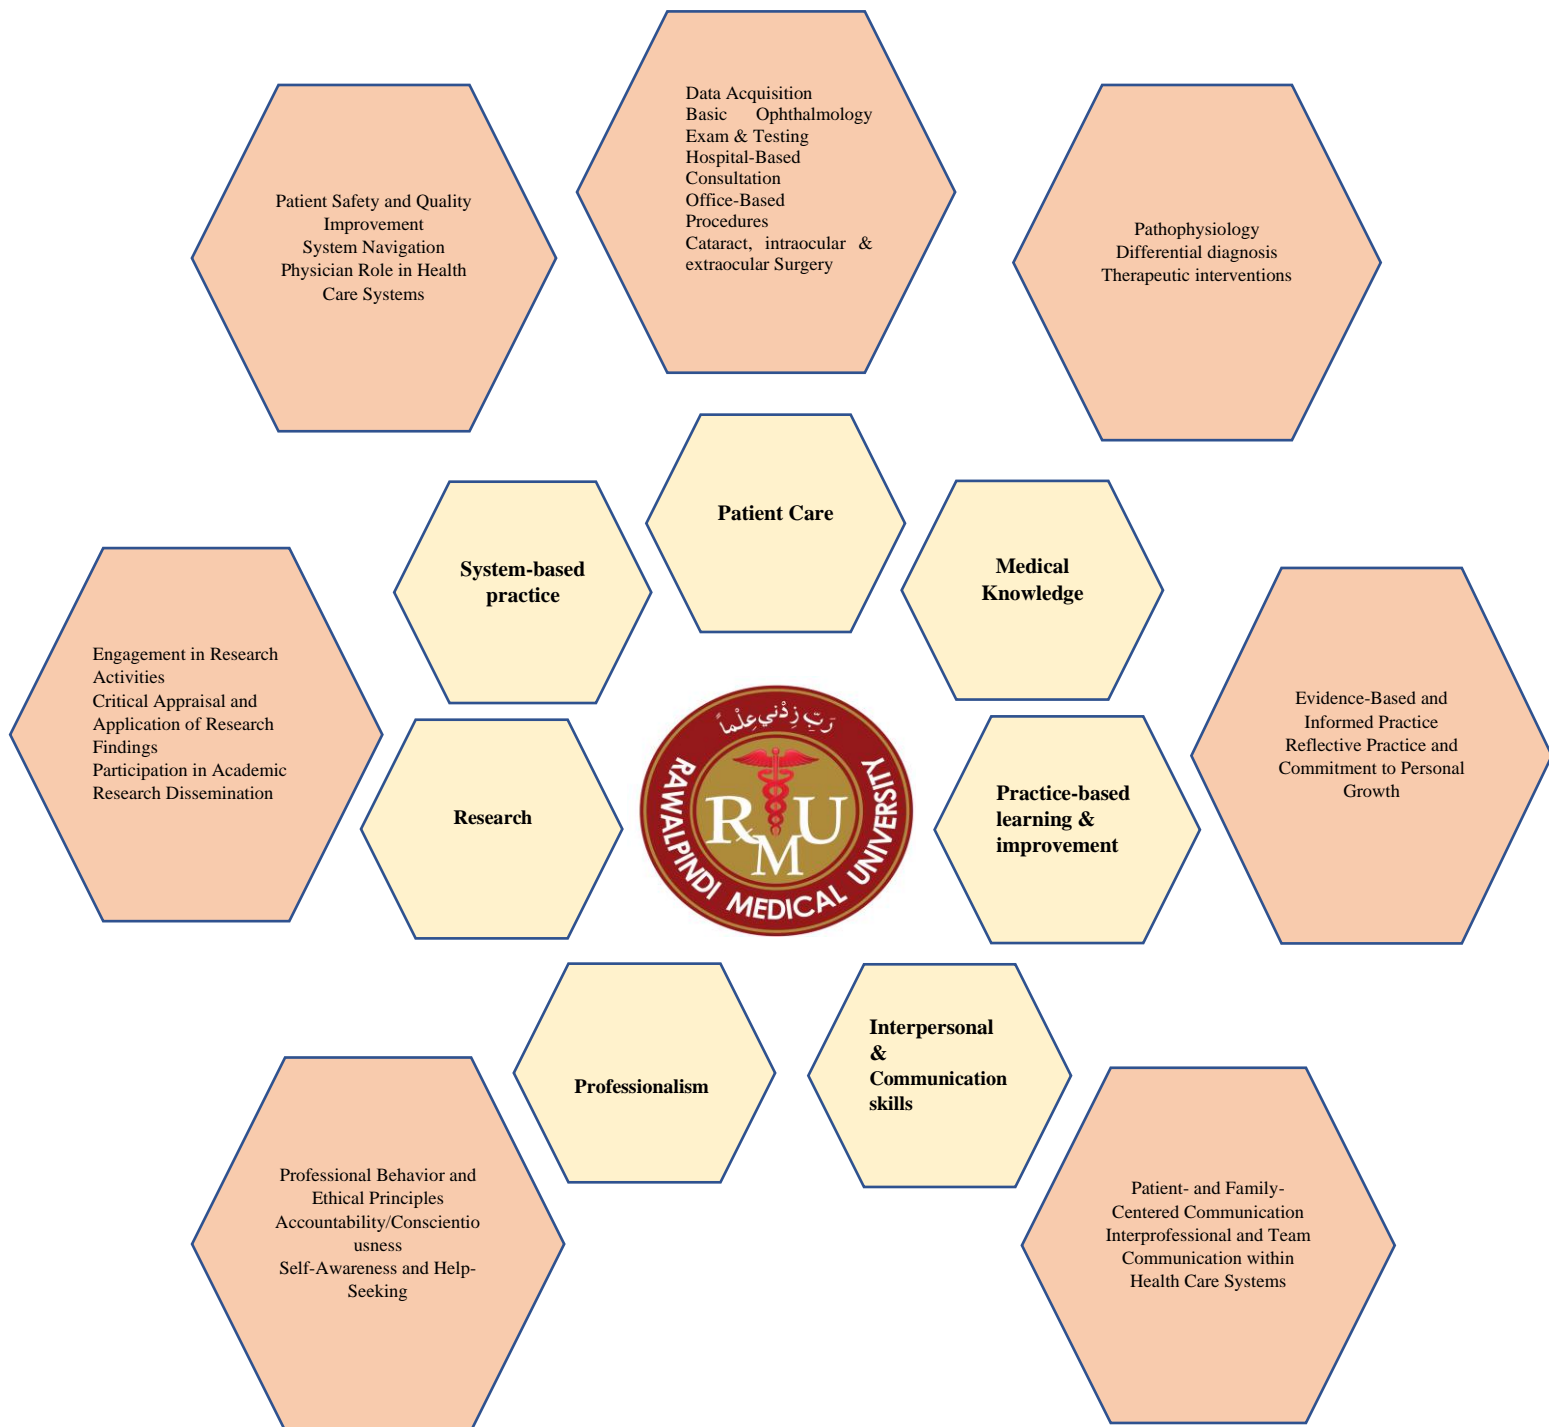 Data Acquisition
Basic Ophthalmology
Exam & Testing
Hospital-Based
Consultation
Office-Based
Procedures
Cataract, intraocular &
extraocular Surgery
Patient Safety and Quality
Improvement
System Navigation
Physician Role in Health
Care Systems
Pathophysiology
Differential diagnosis
Therapeutic interventions
Patient Care
System-based
practice
Medical
Knowledge
Engagement in Research
Activities
Critical Appraisal and
Application of Research
Findings
Participation in Academic
Research Dissemination
Research
رَبِّ زِدْنِي عِلْماً
RAWALPINDI MEDICAL UNIVERSITY
RMU
Practice-based
learning &
improvement
Evidence-Based and
Informed Practice
Reflective Practice and
Commitment to Personal
Growth
Professionalism
Interpersonal
&
Communication
skills
Professional Behavior and
Ethical Principles
Accountability/Conscientio
usness
Self-Awareness and Help-
Seeking
Patient- and Family-
Centered Communication
Interprofessional and Team
Communication within
Health Care Systems